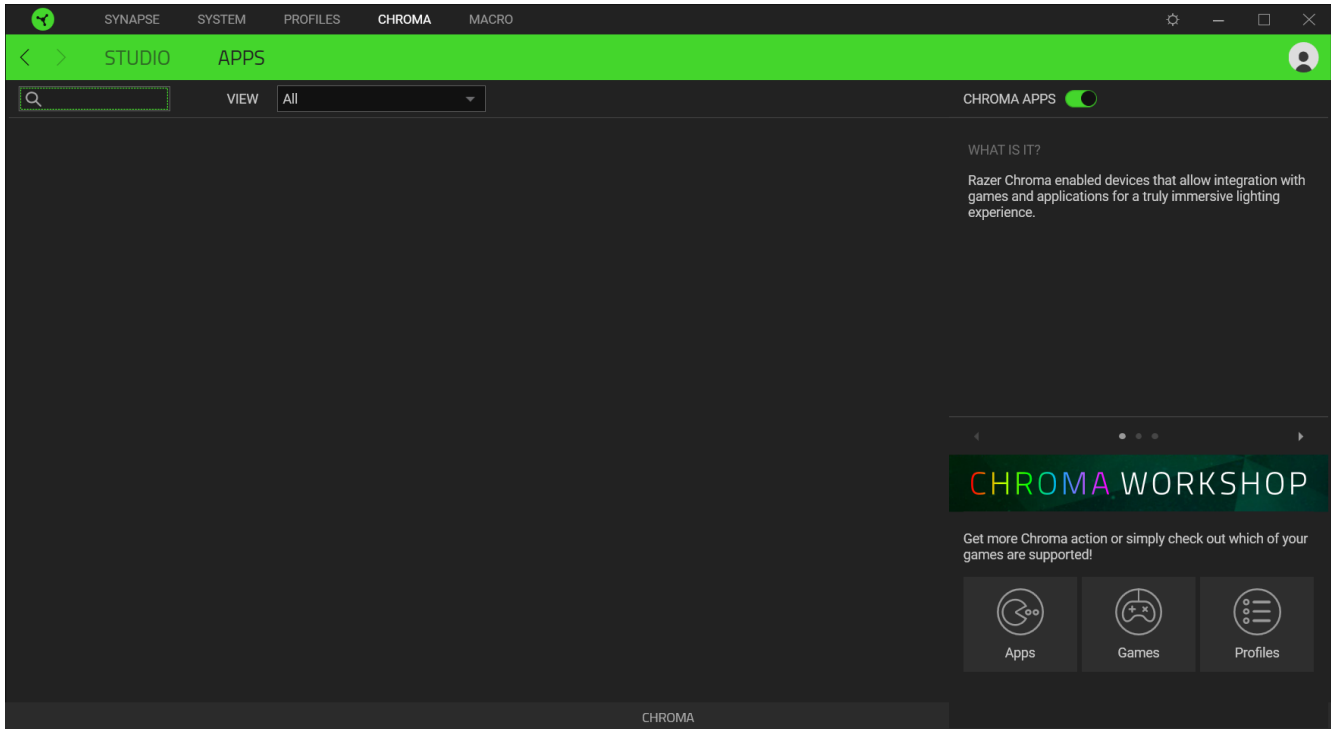 SYNAPSE SYSTEM PROFILES CHROMA MACRO
STUDIO APPS
VIEW All CHROMA APPS
WHAT IS IT?
Razer Chroma enabled devices that allow integration with
games and applications for a truly immersive lighting
experience.
CHROMA WORKSHOP
Get more Chroma action or simply check out which of your
games are supported!
Apps Games Profiles
CHROMA